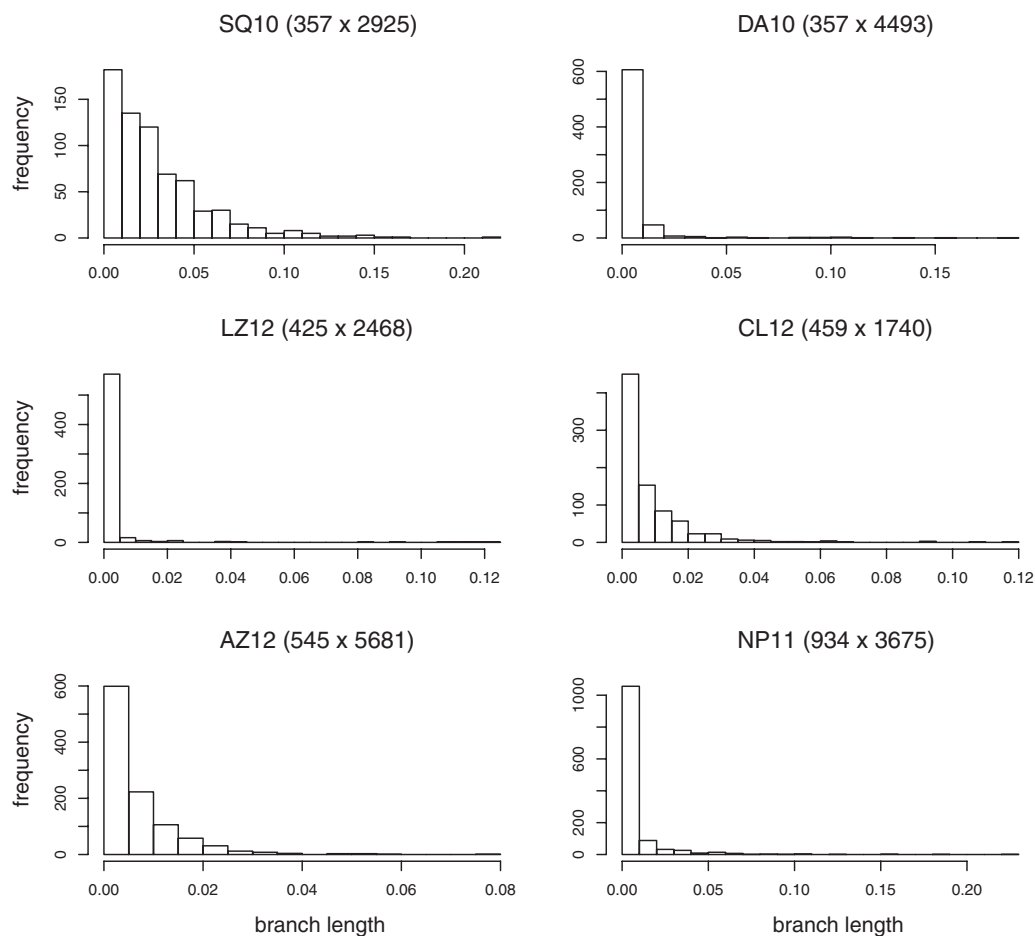 SQ10 (357 x 2925)
frequency
0 50 100 150
0.00 0.05 0.10 0.15 0.20
DA10 (357 x 4493)
0 200 400 600
0.00 0.05 0.10 0.15
LZ12 (425 x 2468)
frequency
0 200 400
0.00 0.02 0.04 0.06 0.08 0.10 0.12
CL12 (459 x 1740)
0 100 300
0.00 0.02 0.04 0.06 0.08 0.10 0.12
AZ12 (545 x 5681)
frequency
0 200 400 600
0.00 0.02 0.04 0.06 0.08
branch length
NP11 (934 x 3675)
0 200 600 1000
0.00 0.05 0.10 0.15 0.20
branch length